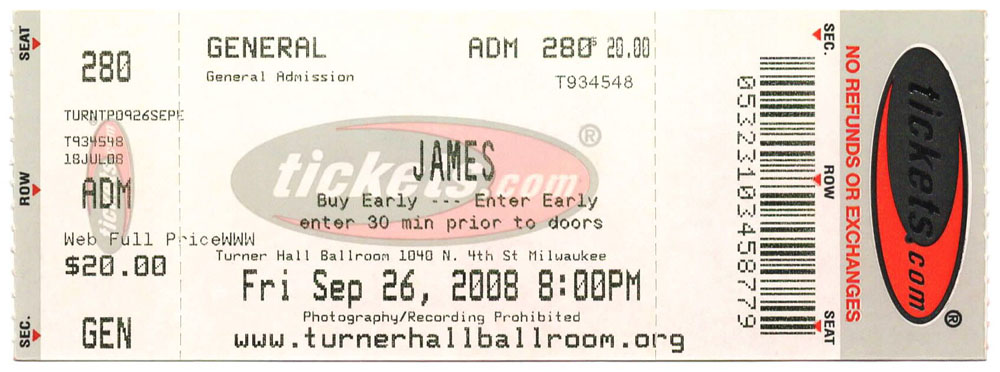 SEAT
ROW
SEC.
280
TURNTP0926SEPE
T934548
18JUL08
ADM
Web Full PriceWWW
$20.00
GEN
GENERAL ADM 280$ 20.00
General Admission T934548
tickets.com
JAMES
Buy Early --- Enter Early
enter 30 min prior to doors
Turner Hall Ballroom 1040 N. 4th St Milwaukee
Fri Sep 26, 2008 8:00PM
Photography/Recording Prohibited
www.turnerhallballroom.org
05323103458779
SEC.
ROW
SEAT
NO REFUNDS OR EXCHANGES
tickets.com